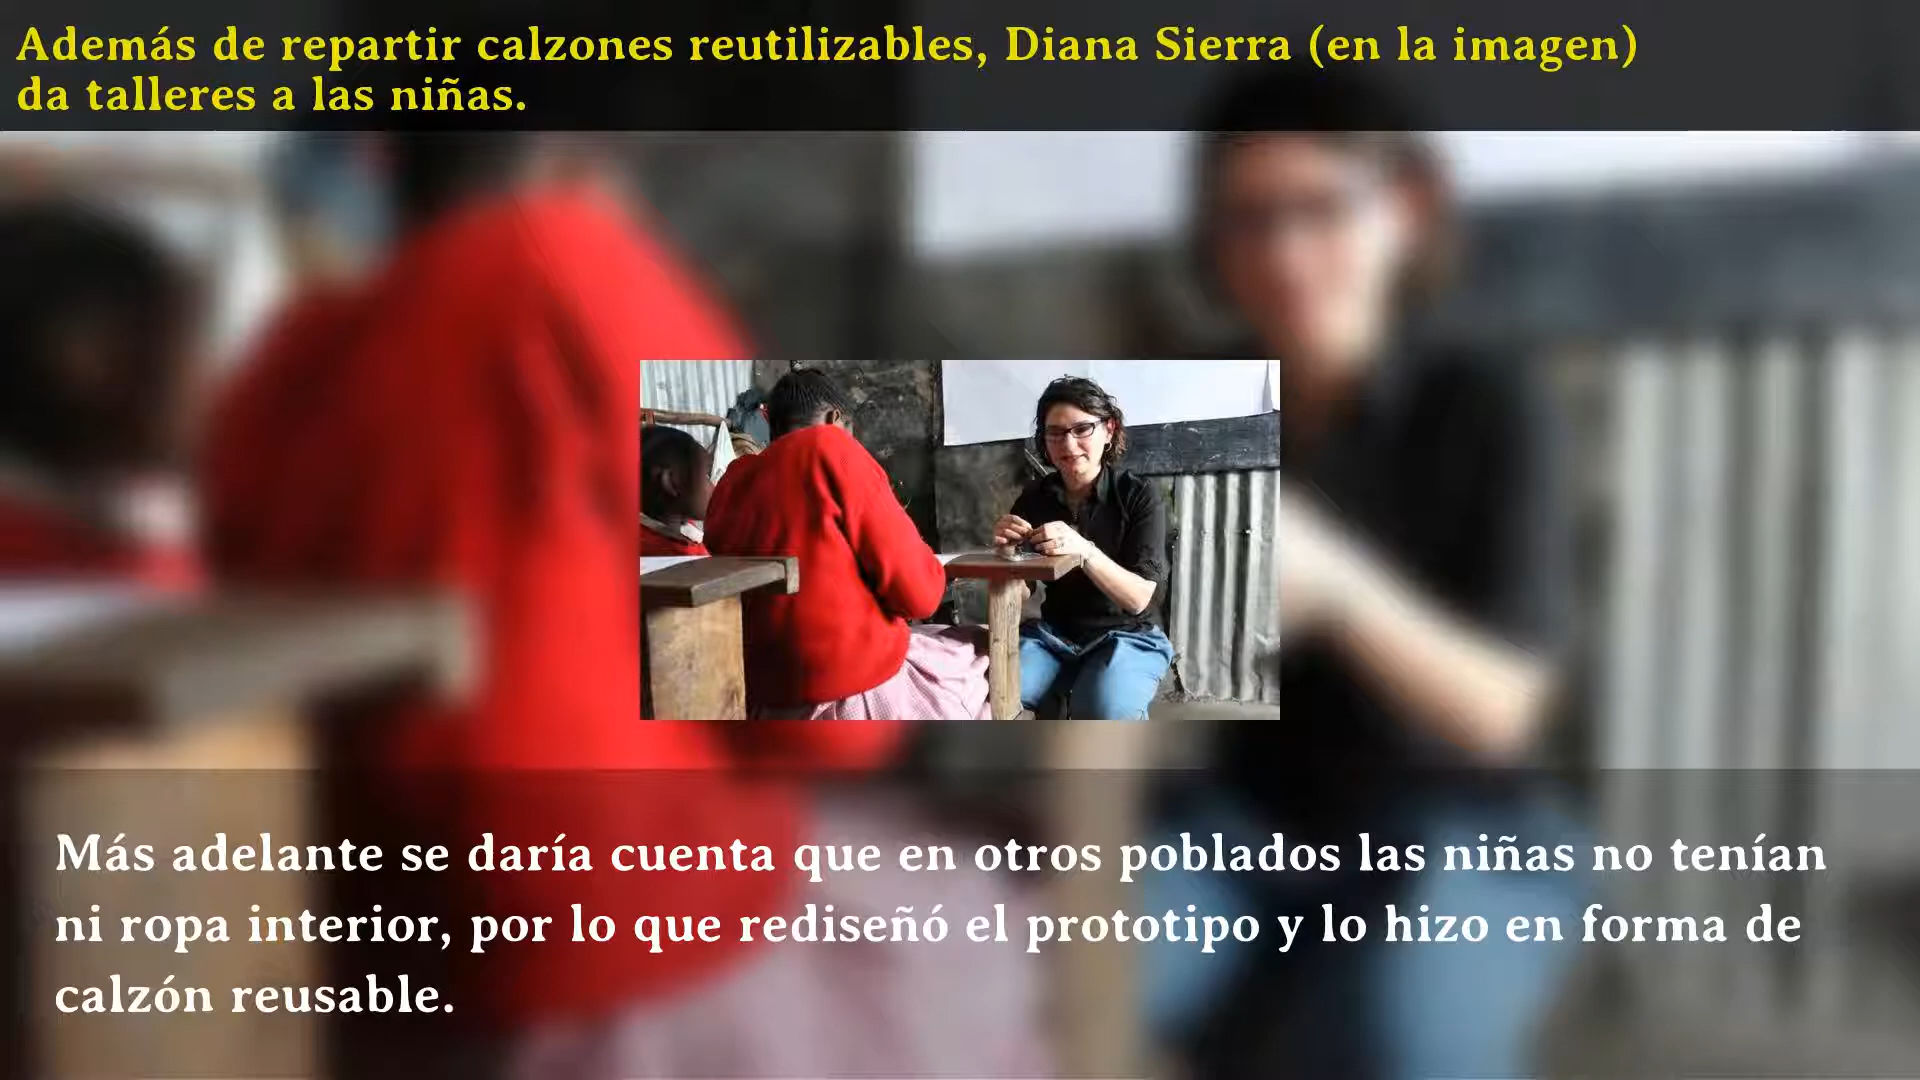 Además de repartir calzones reutilizables, Diana Sierra (en la imagen)
da talleres a las niñas.
Más adelante se daría cuenta que en otros poblados las niñas no tenían
ni ropa interior, por lo que rediseñó el prototipo y lo hizo en forma de
calzón reusable.